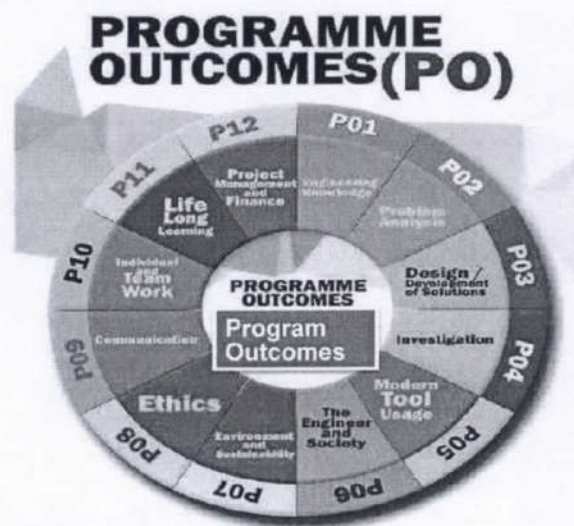 PROGRAMME
OUTCOMES(PO)
P01
Engineering
Knowledge
P02
Problem
Analysis
P03
Design /
Development
of Solutions
P04
Investigation
P05
Modern
Tool
Usage
P06
The
Engineer
and
Society
P07
Environment
and
Sustainability
P08
Ethics
P09
Communication
P10
Individual
and
Team
Work
P11
Life
Long
Learning
P12
Project
Management
and
Finance
PROGRAMME
OUTCOMES
Program
Outcomes